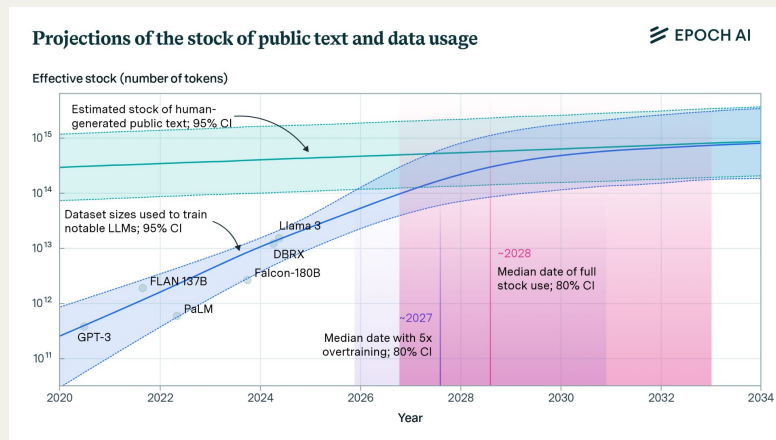 Projections of the stock of public text and data usage
EPOCH AI
Effective stock (number of tokens)
Estimated stock of human-
generated public text; 95% CI
10¹⁵
10¹⁴
Dataset sizes used to train
notable LLMs; 95% CI
Llama 3
10¹³
DBRX
~2028
Falcon-180B
Median date of full
stock use; 80% CI
FLAN 137B
10¹²
PaLM
~2027
GPT-3
Median date with 5x
overtraining; 80% CI
10¹¹
2020 2022 2024 2026 2028 2030 2032 2034
Year